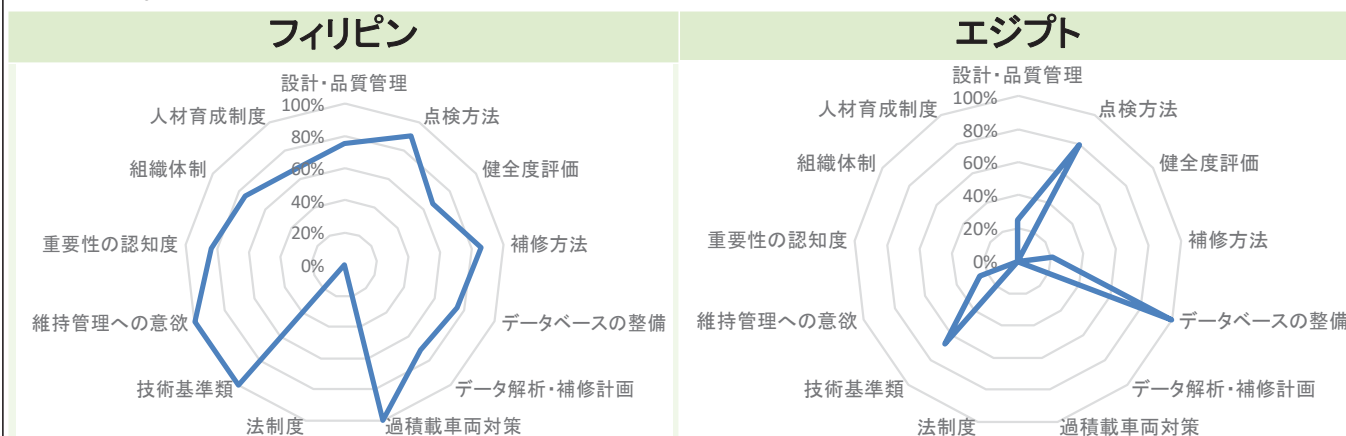 フィリピン
設計・品質管理
点検方法
健全度評価
補修方法
データベースの整備
データ解析・補修計画
過積載車両対策
法制度
技術基準類
維持管理への意欲
重要性の認知度
組織体制
人材育成制度
100%
80%
60%
40%
20%
0%
エジプト
設計・品質管理
点検方法
健全度評価
補修方法
データベースの整備
データ解析・補修計画
過積載車両対策
法制度
技術基準類
維持管理への意欲
重要性の認知度
組織体制
人材育成制度
100%
80%
60%
40%
20%
0%